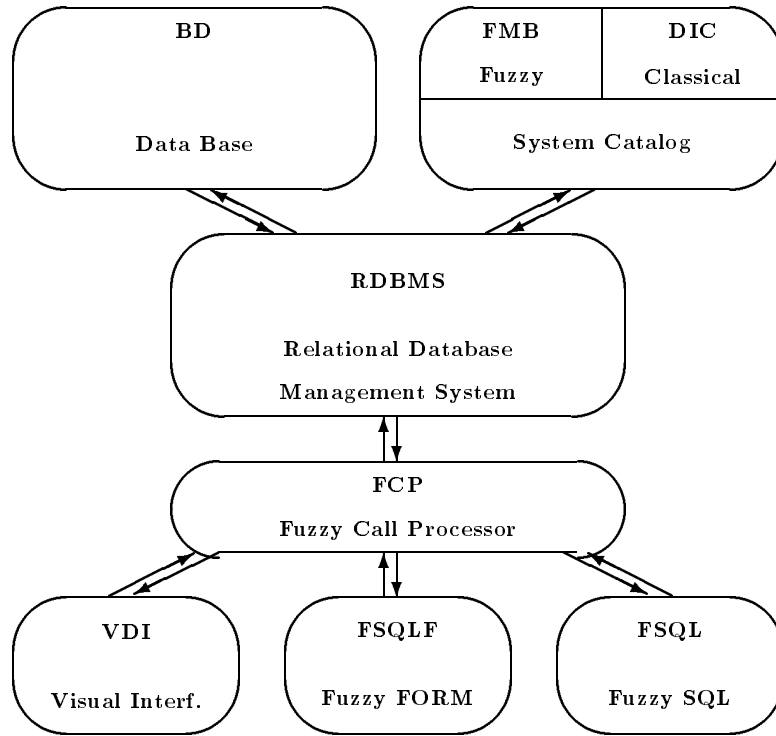 BD
Data Base
FMB
Fuzzy
DIC
Classical
System Catalog
RDBMS
Relational Database
Management System
FCP
Fuzzy Call Processor
VDI
Visual Interf.
FSQLF
Fuzzy FORM
FSQL
Fuzzy SQL